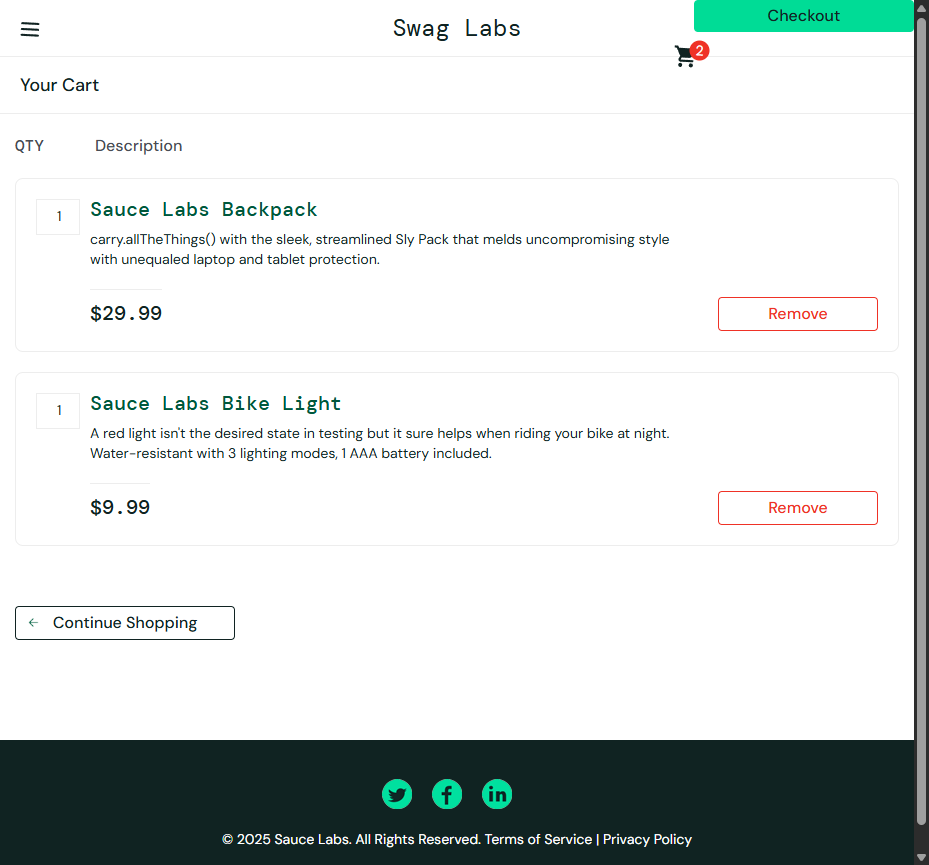 Swag Labs
Checkout
2
Your Cart
QTY Description
1
Sauce Labs Backpack
carry.allTheThings() with the sleek, streamlined Sly Pack that melds uncompromising style
with unequaled laptop and tablet protection.
$29.99
Remove
1
Sauce Labs Bike Light
A red light isn't the desired state in testing but it sure helps when riding your bike at night.
Water-resistant with 3 lighting modes, 1 AAA battery included.
$9.99
Remove
Continue Shopping
© 2025 Sauce Labs. All Rights Reserved. Terms of Service | Privacy Policy